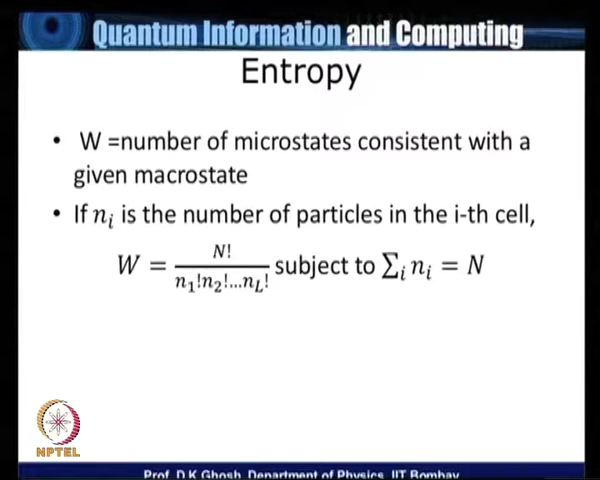 Quantum Information and Computing
Entropy
• W =number of microstates consistent with a
given macrostate
• If nᵢ is the number of particles in the i-th cell,
W = N! / n₁!n₂!…n_L! subject to ∑ᵢ nᵢ = N
NPTEL
Prof. D.K Ghosh, Department of Physics, IIT Bombay